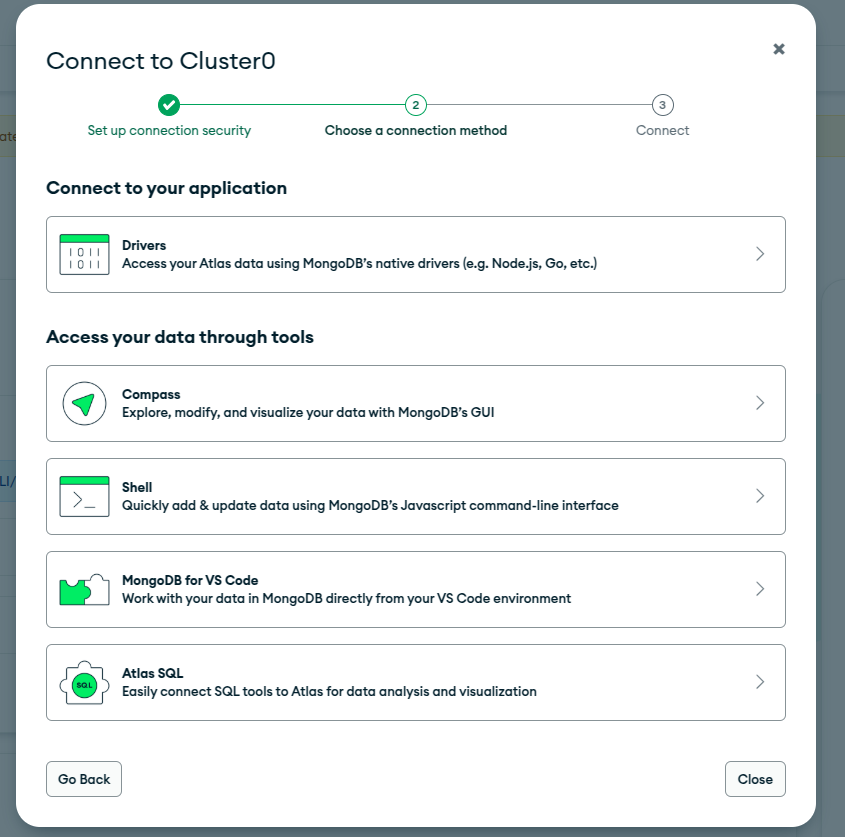 Connect to Cluster0
Set up connection security
2
Choose a connection method
3
Connect
Connect to your application
1011
1011
Drivers
Access your Atlas data using MongoDB's native drivers (e.g. Node.js, Go, etc.)
Access your data through tools
Compass
Explore, modify, and visualize your data with MongoDB's GUI
>_
Shell
Quickly add & update data using MongoDB's Javascript command-line interface
MongoDB for VS Code
Work with your data in MongoDB directly from your VS Code environment
SQL
Atlas SQL
Easily connect SQL tools to Atlas for data analysis and visualization
Go Back
Close